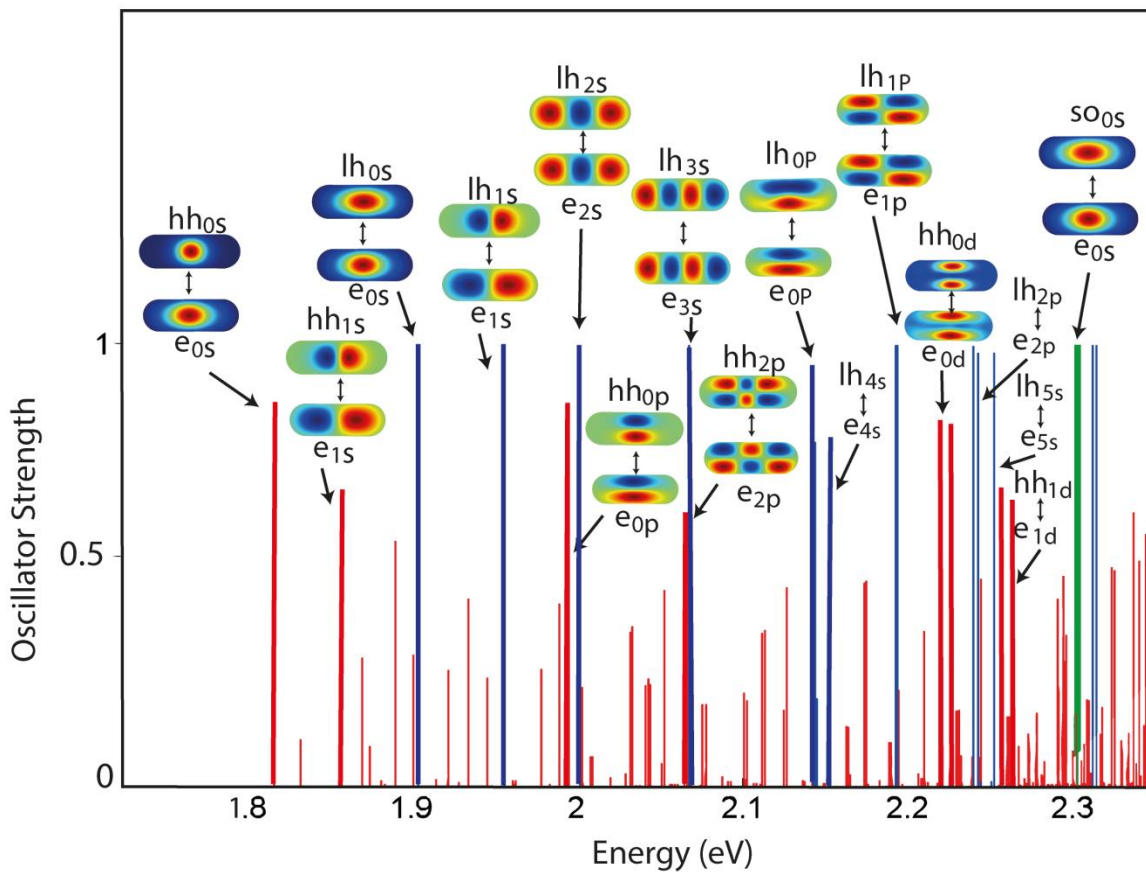 Oscillator Strength
1
0.5
0
hh0s
e0s
hh1s
e1s
lh0s
e0s
lh1s
e1s
lh2s
e2s
hh0p
e0p
lh3s
e3s
hh2p
e2p
lh0P
e0P
lh4s
e4s
lh1P
e1p
hh0d
e0d
lh2p
e2p
lh5s
e5s
hh1d
e1d
so0s
e0s
1.8
1.9
2
2.1
2.2
2.3
Energy (eV)